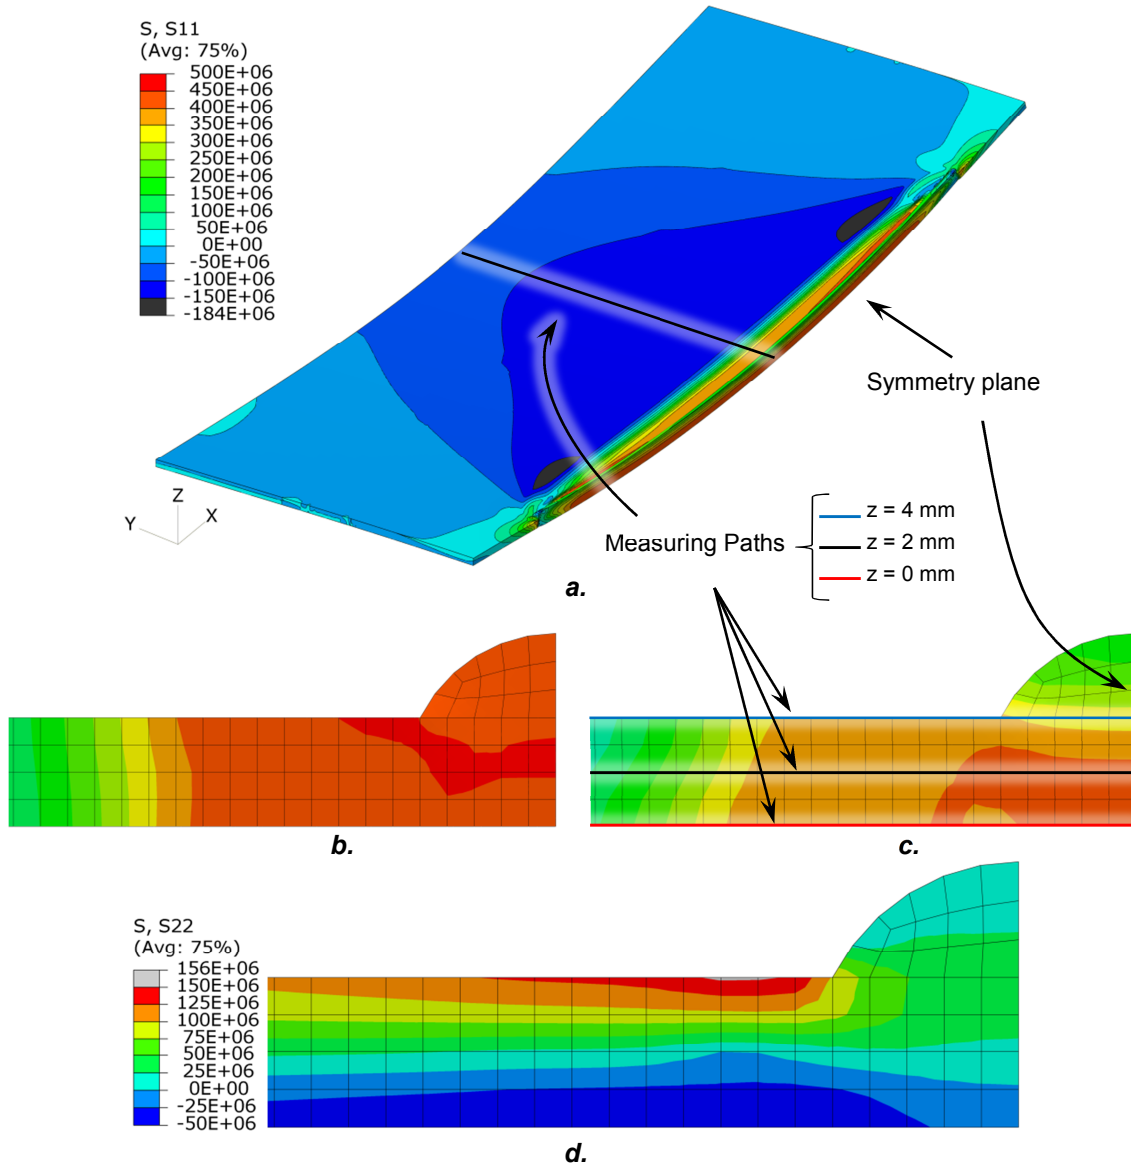 S, S11
(Avg: 75%)
500E+06
450E+06
400E+06
350E+06
300E+06
250E+06
200E+06
150E+06
100E+06
50E+06
0E+00
-50E+06
-100E+06
-150E+06
-184E+06
Symmetry plane
Z
Y
X
Measuring Paths
z = 4 mm
z = 2 mm
z = 0 mm
a.
b.
c.
S, S22
(Avg: 75%)
156E+06
150E+06
125E+06
100E+06
75E+06
50E+06
25E+06
0E+00
-25E+06
-50E+06
d.